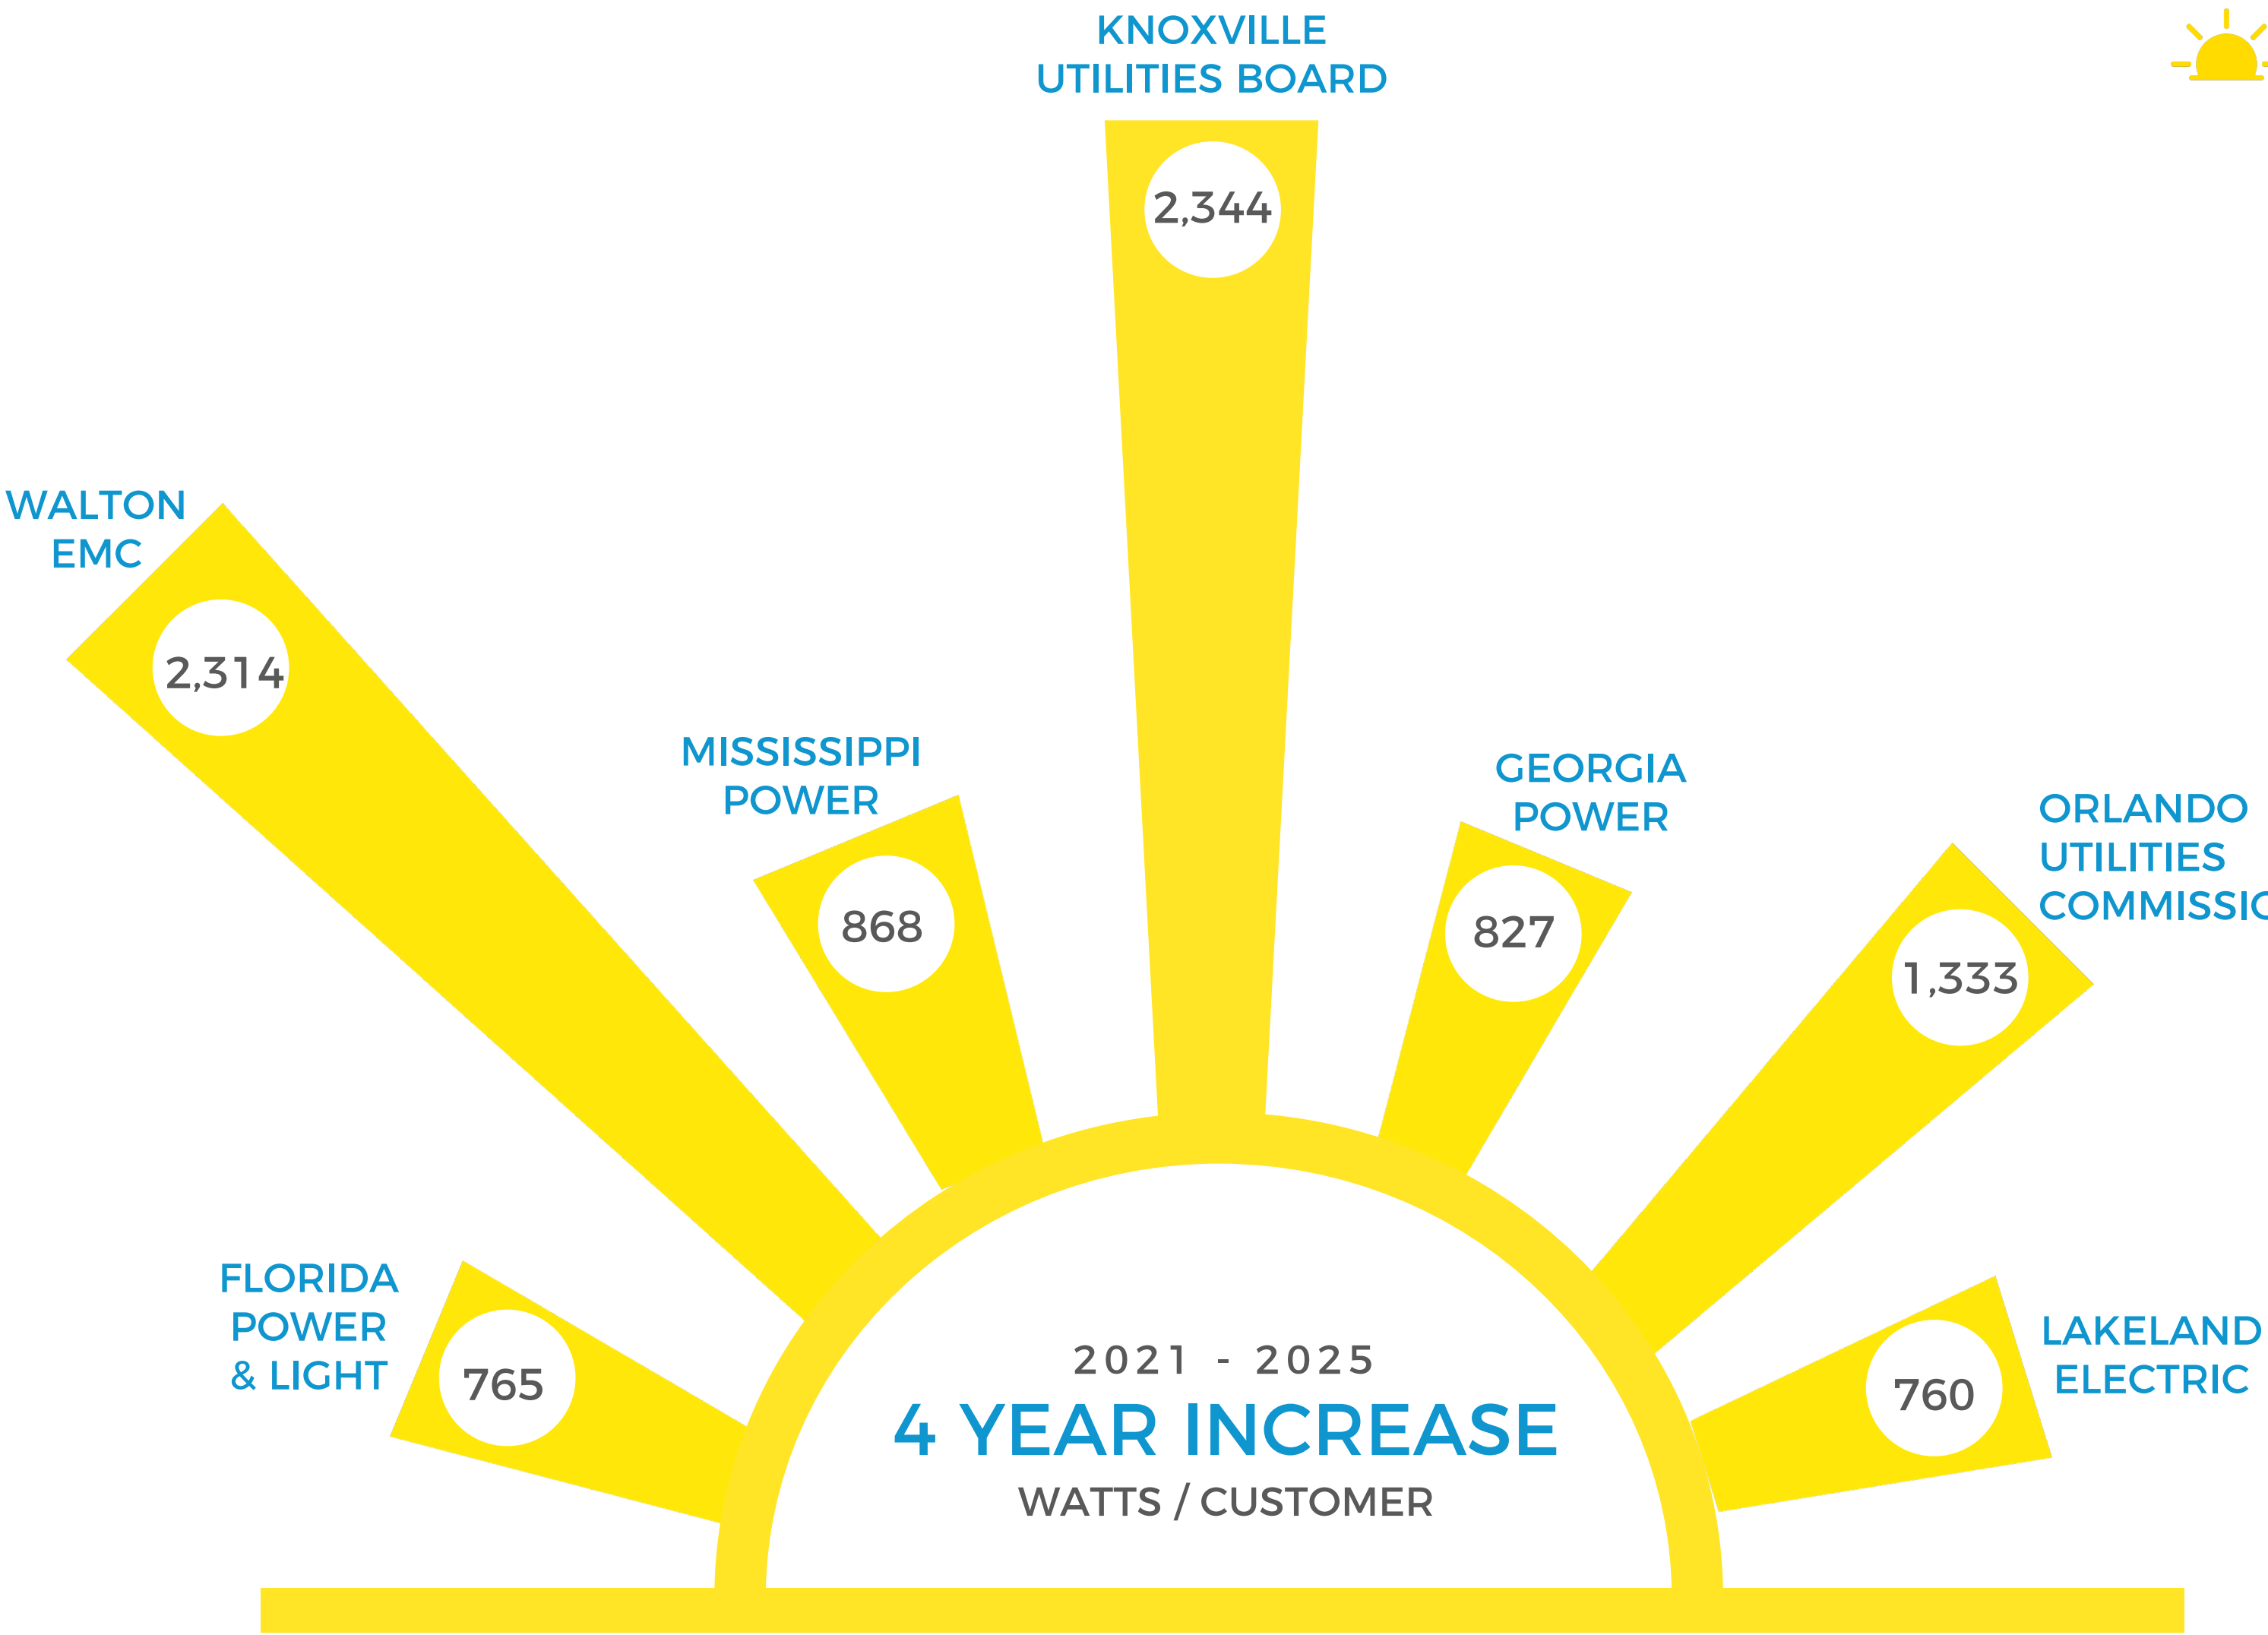 KNOXVILLE
UTILITIES BOARD
2,344
WALTON
EMC
2,314
MISSISSIPPI
POWER
868
GEORGIA
POWER
827
ORLANDO
UTILITIES
1,333
FLORIDA
POWER
& LIGHT
765
LAKELAND
ELECTRIC
760
2021 - 2025
4 YEAR INCREASE
WATTS / CUSTOMER